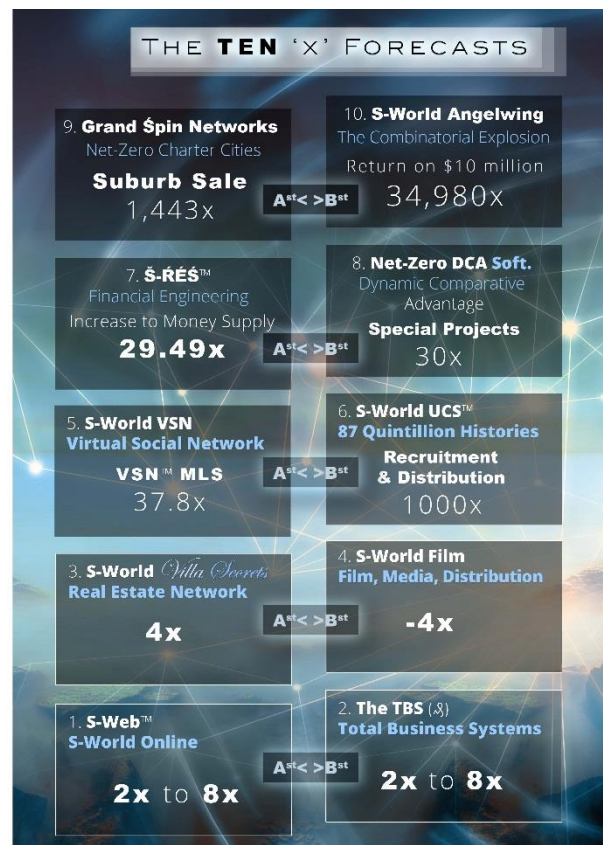 THE TEN 'X' FORECASTS
9. Grand Śpin Networks
Net-Zero Charter Cities
Suburb Sale
1,443x
10. S-World Angelwing
The Combinatorial Explosion
Return on $10 million
34,980x
Aˢᵗ< >Bˢᵗ
7. Š-ŔÉŚ™
Financial Engineering
Increase to Money Supply
29.49x
8. Net-Zero DCA Soft.
Dynamic Comparative
Advantage
Special Projects
30x
Aˢᵗ< >Bˢᵗ
5. S-World VSN
Virtual Social Network
VSN™ MLS
37.8x
6. S-World UCS™
87 Quintillion Histories
Recruitment
& Distribution
1000x
Aˢᵗ< >Bˢᵗ
3. S-World Villa Secrets
Real Estate Network
4x
4. S-World Film
Film, Media, Distribution
-4x
Aˢᵗ< >Bˢᵗ
1. S-Web™
S-World Online
2x to 8x
2. The TBS
Total Business Systems
2x to 8x
Aˢᵗ< >Bˢᵗ